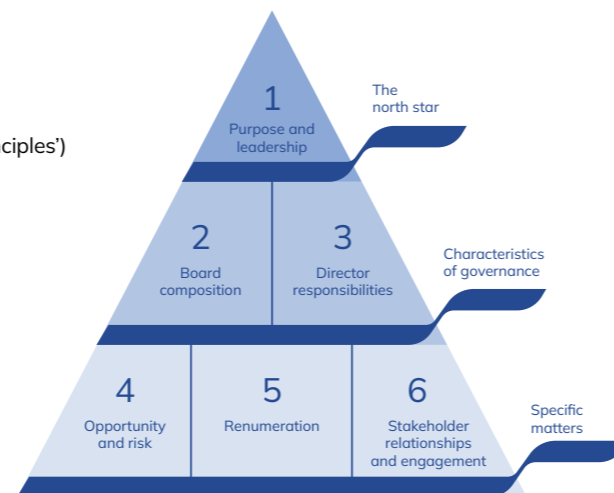 1
Purpose and
leadership
The
north star
ciples’)
2
Board
composition
3
Director
responsibilities
Characteristics
of governance
4
Opportunity
and risk
5
Renumeration
6
Stakeholder
relationships
and engagement
Specific
matters